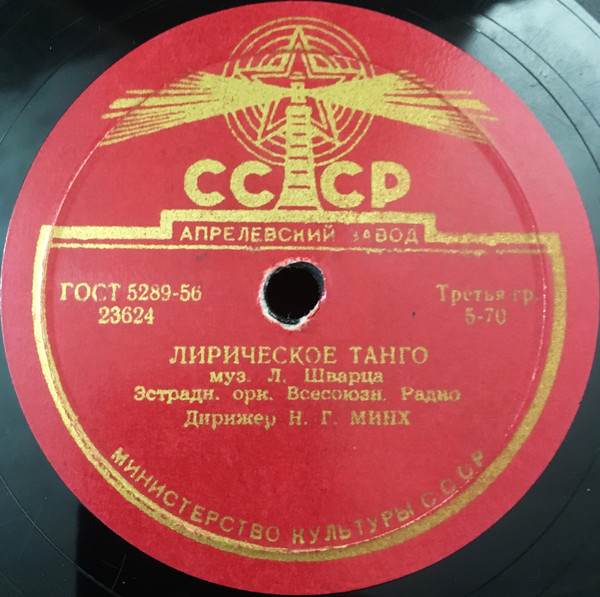 СССР
АПРЕЛЕВСКИЙ ЗАВОД
ГОСТ 5289-56
23624
Третья гр.
5-70
ЛИРИЧЕСКОЕ ТАНГО
муз. Л. Шварца
Эстрадн. орк. Всесоюзн. Радио
Дирижер Н. Г. МИНХ
МИНИСТЕРСТВО КУЛЬТУРЫ СССР